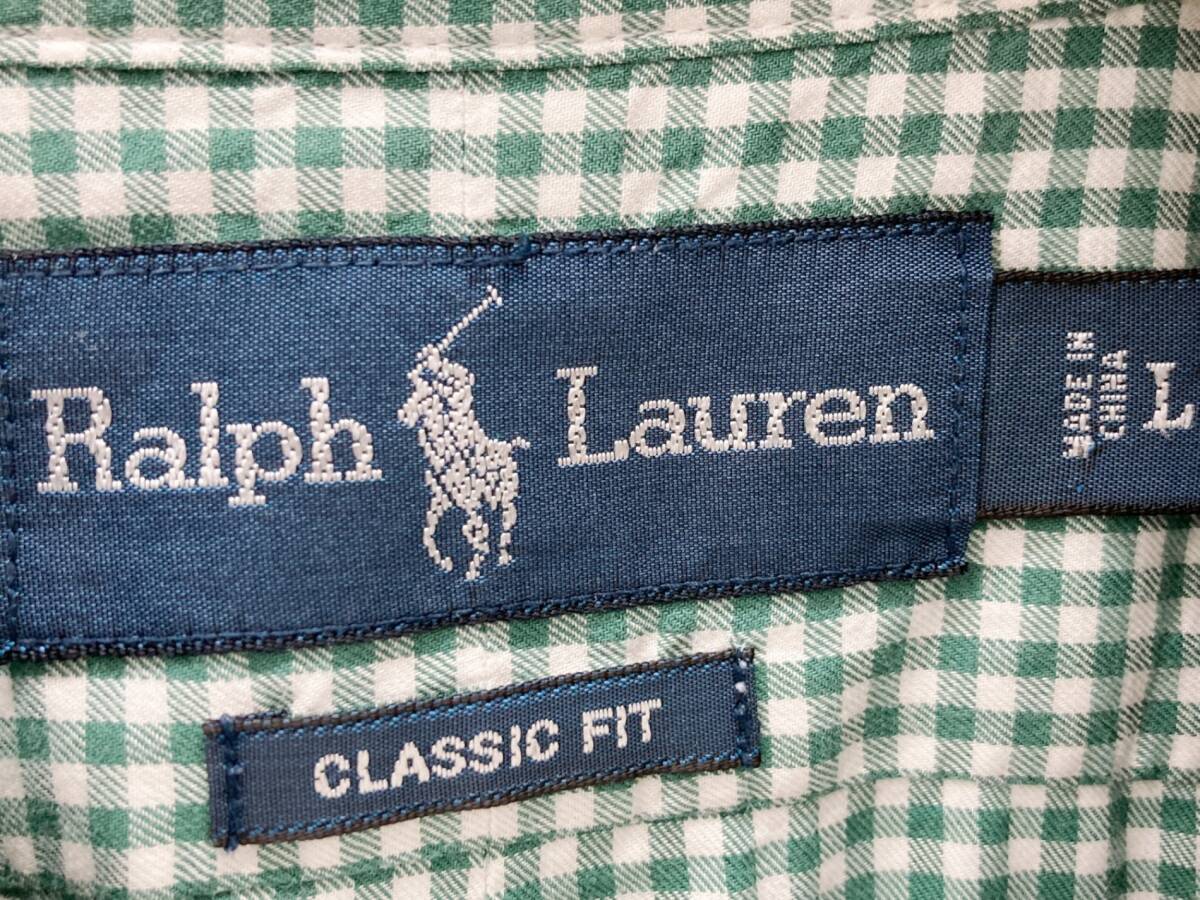 Ralph Lauren
MADE IN
CHINA
L
CLASSIC FIT